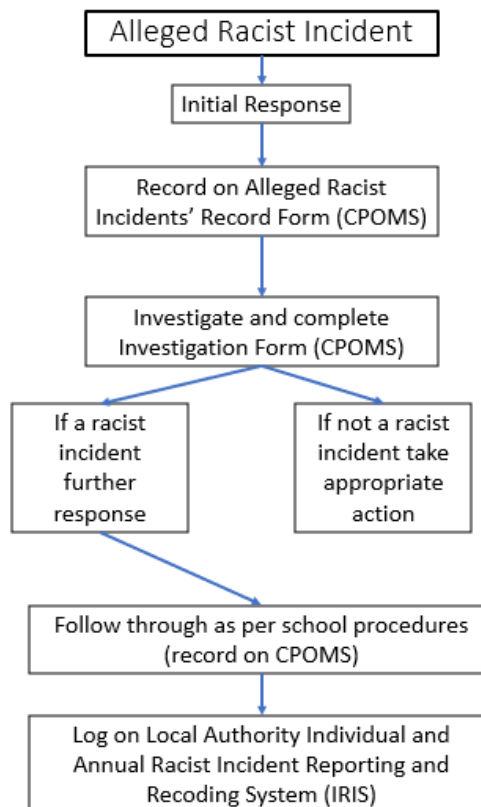 Alleged Racist Incident
Initial Response
Record on Alleged Racist
Incidents’ Record Form (CPOMS)
Investigate and complete
Investigation Form (CPOMS)
If a racist
incident
further
response
If not a racist
incident take
appropriate
action
Follow through as per school procedures
(record on CPOMS)
Log on Local Authority Individual and
Annual Racist Incident Reporting and
Recoding System (IRIS)